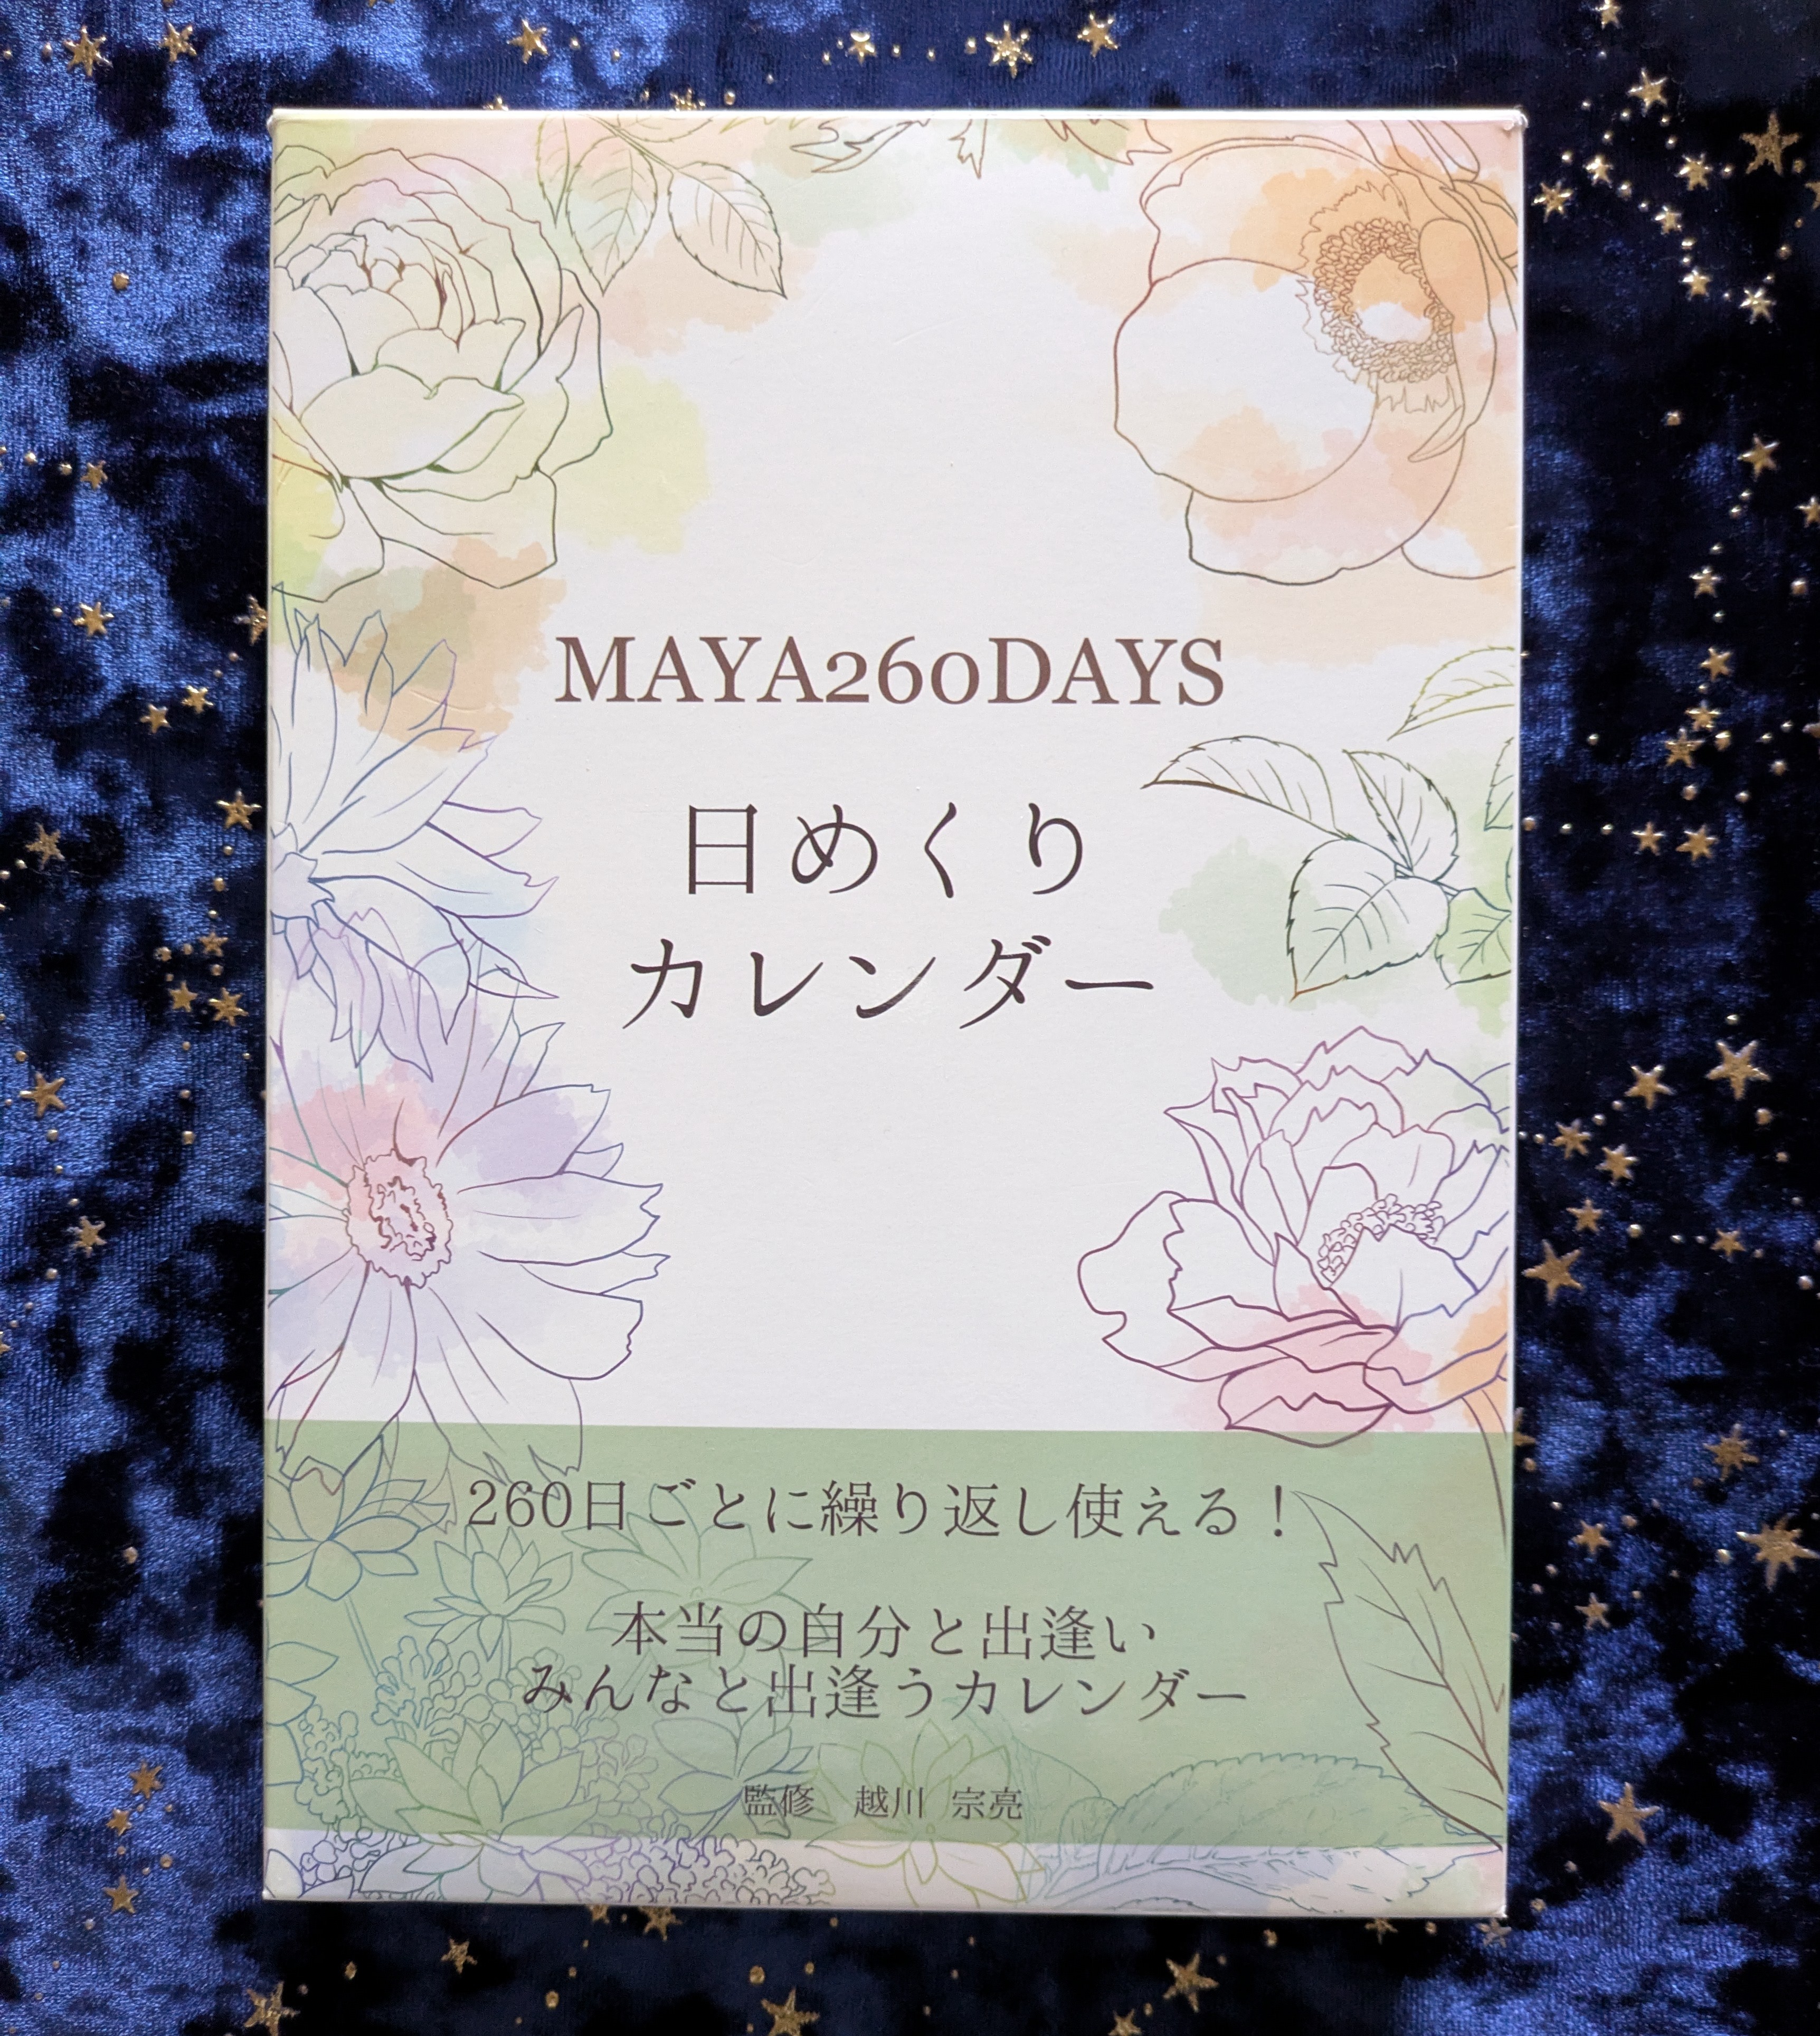 MAYA260DAYS
日めくり
カレンダー
260日ごとに繰り返し使える！
本当の自分と出逢い
みんなと出逢うカレンダー
監修　越川　宗亮